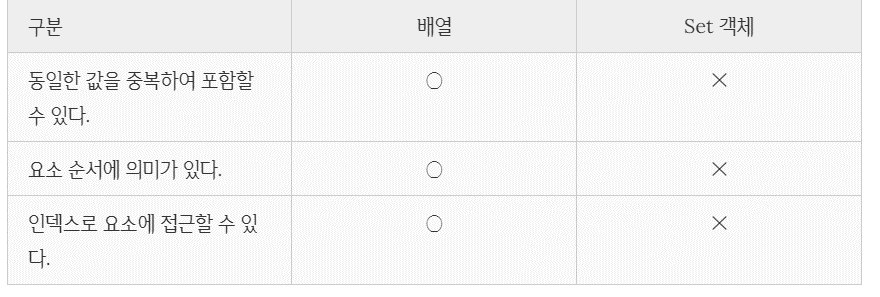 구분 배열 Set 객체
동일한 값을 중복하여 포함할 ○ ×
수 있다.
요소 순서에 의미가 있다. ○ ×
인덱스로 요소에 접근할 수 있 ○ ×
다.